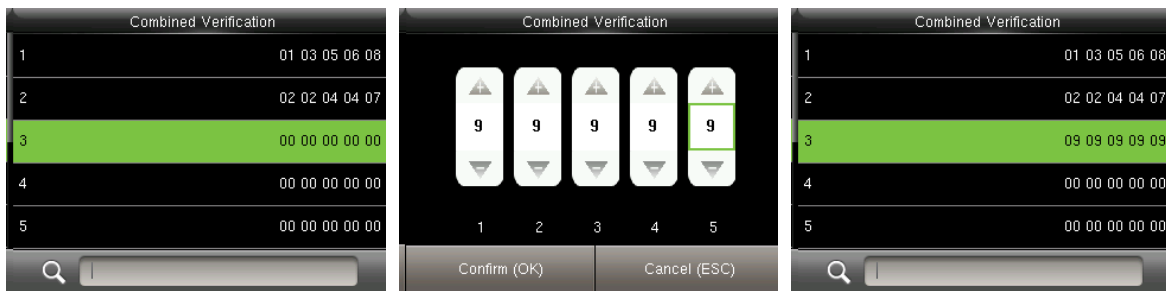 Combined Verification
1 01 03 05 06 08
2 02 02 04 04 07
3 00 00 00 00 00
4 00 00 00 00 00
5 00 00 00 00 00
Combined Verification
9 9 9 9 9
1 2 3 4 5
Confirm (OK) Cancel (ESC)
Combined Verification
1 01 03 05 06 08
2 02 02 04 04 07
3 09 09 09 09 09
4 00 00 00 00 00
5 00 00 00 00 00